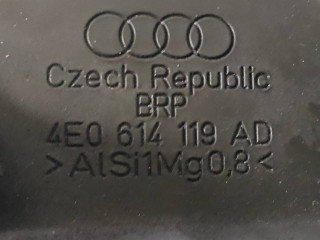 Czech Republic
BRP
4E0 614 119 AD
>AlSi1Mg0,8<